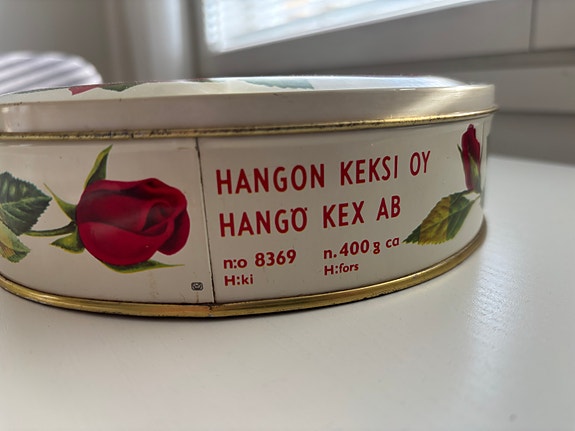 HANGON KEKSI OY
HANGÖ KEX AB
n:o 8369 n. 400 g ca
H:ki H:fors